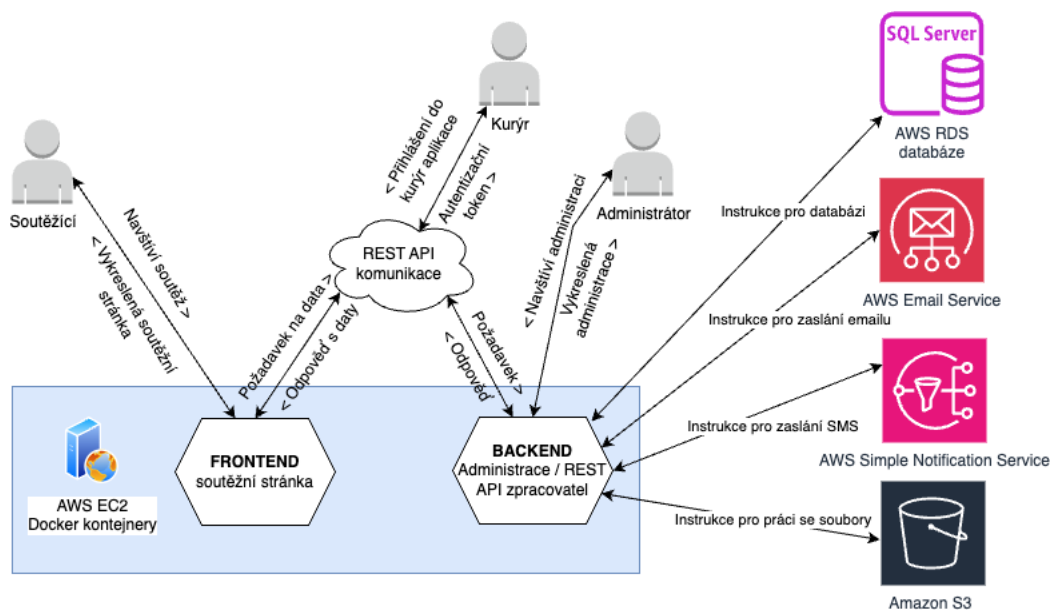 SQL Server
AWS RDS
databáze
Kurýr
< Přihlášení do
kurýr aplikace
Autentizační
token >
Soutěžící
Administrátor
Navštíví soutěž >
< Vykreslená soutěžní
stránka
REST API
komunikace
< Navštíví administraci
Vykreslená
administrace >
Instrukce pro databázi
AWS Email Service
Požadavek na data >
< Odpověď s daty
Požadavek >
< Odpověď
Instrukce pro zaslání emailu
Instrukce pro zaslání SMS
AWS Simple Notification Service
AWS EC2
Docker kontejnery
FRONTEND
soutěžní stránka
BACKEND
Administrace / REST
API zpracovatel
Instrukce pro práci se soubory
Amazon S3